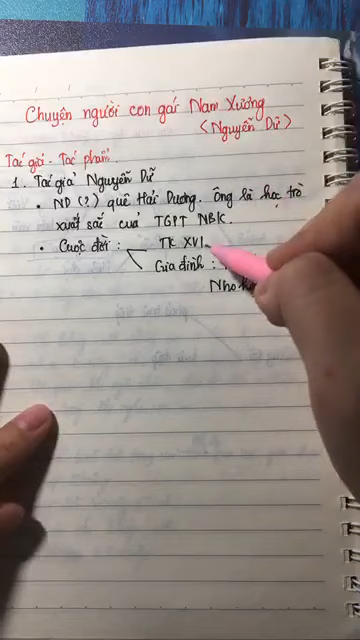 Chuyện người con gái Nam Xương
(Nguyễn Dữ)
Tác giả - Tác phẩm.
1. Tác giả Nguyễn Dữ
• ND (?) quê Hải Dương. Ông là học trò
xuất sắc của TGPT NBK.
• Cuộc đời : TK XVI
Gia đình :
Nho